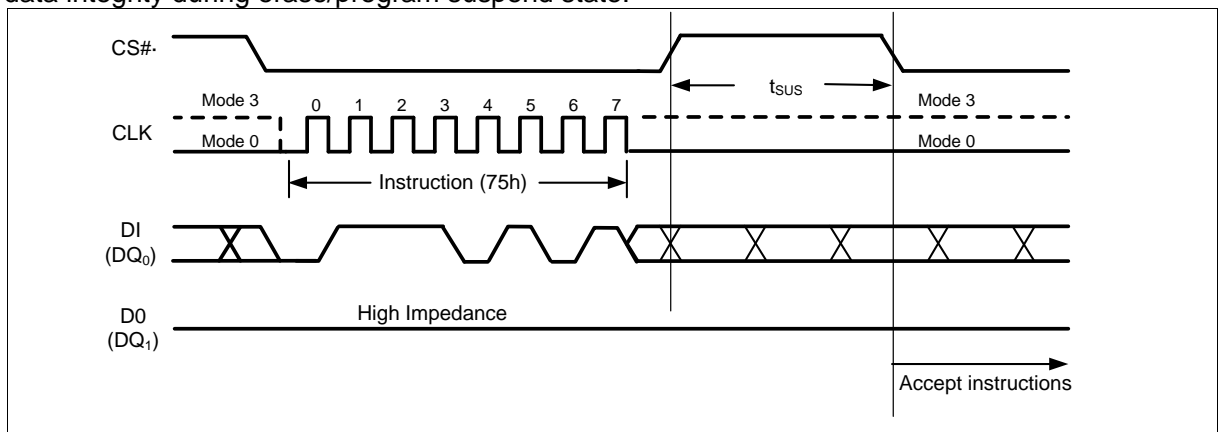 data integrity during erase/program suspend state.
CS#
tSUS
Mode 3
0 1 2 3 4 5 6 7
Mode 3
CLK
Mode 0
Mode 0
Instruction (75h)
DI
(DQ0)
D0
(DQ1)
High Impedance
Accept instructions